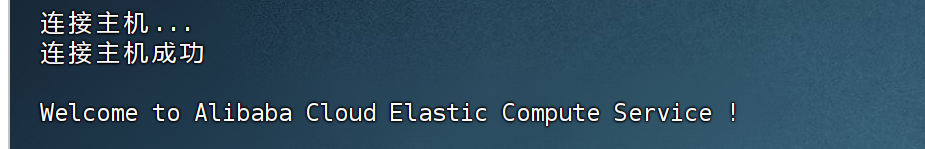 连接主机...
连接主机成功
Welcome to Alibaba Cloud Elastic Compute Service !